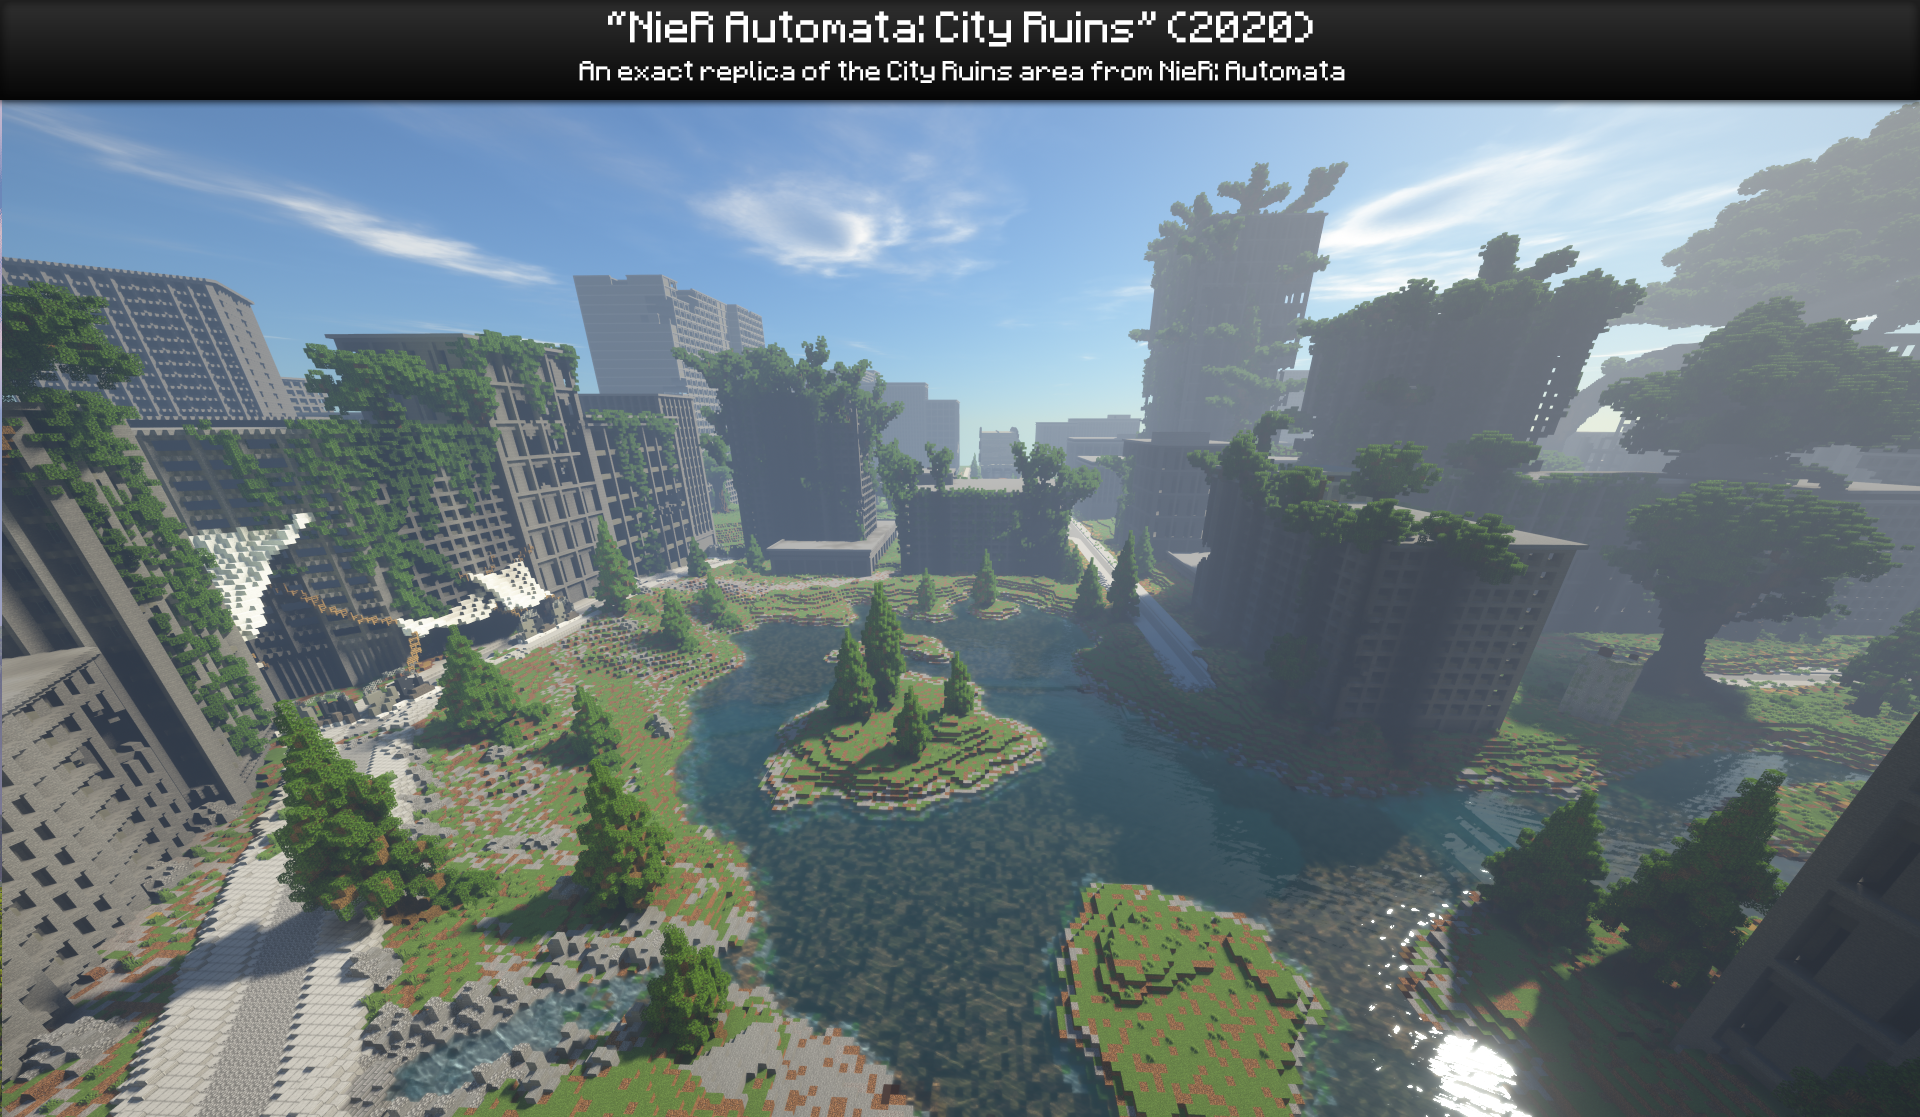 "NieR Automata: City Ruins" (2020)
An exact replica of the City Ruins area from NieR: Automata